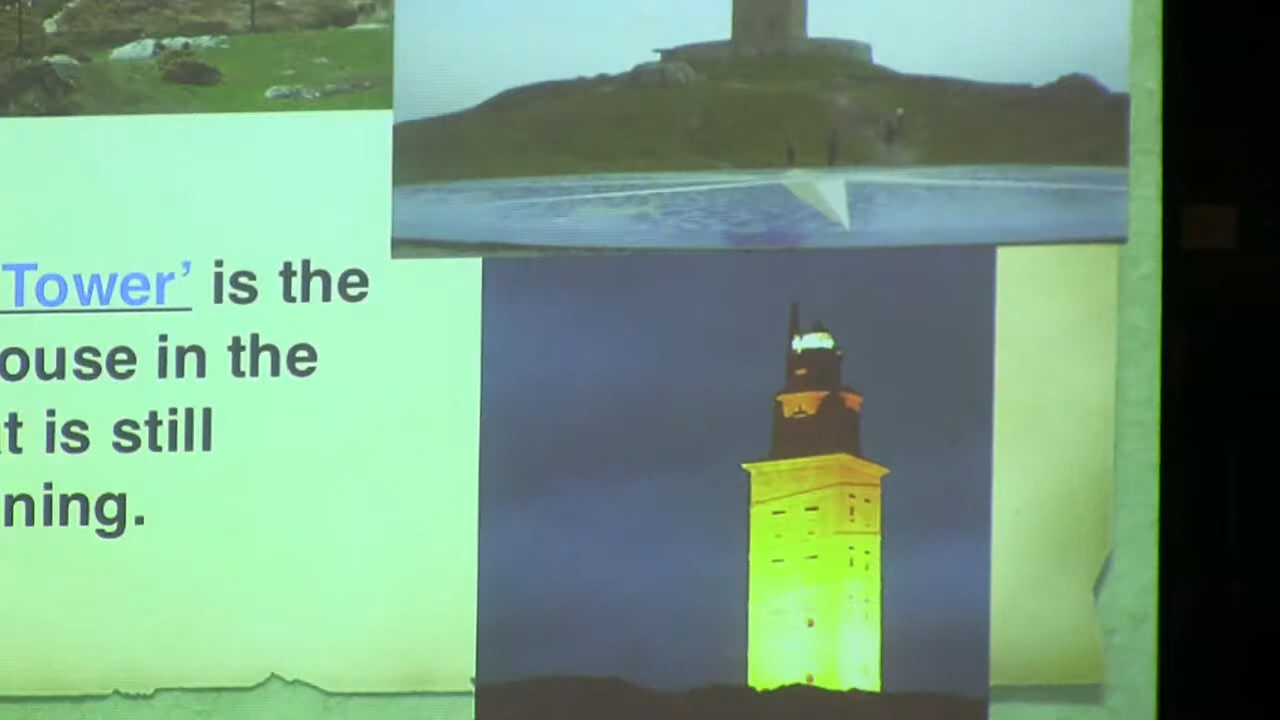 Tower’ is the
ouse in the
t is still
ning.